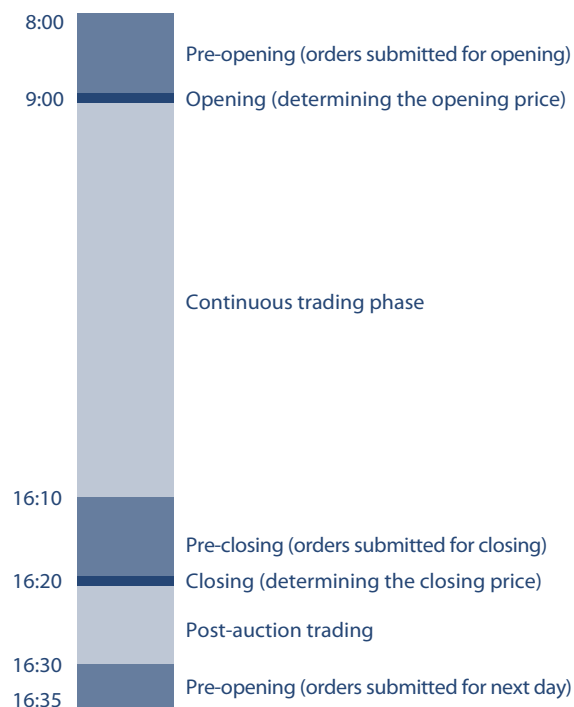 8:00
Pre-opening (orders submitted for opening)
9:00 Opening (determining the opening price)
Continuous trading phase
16:10
Pre-closing (orders submitted for closing)
16:20 Closing (determining the closing price)
Post-auction trading
16:30
Pre-opening (orders submitted for next day)
16:35